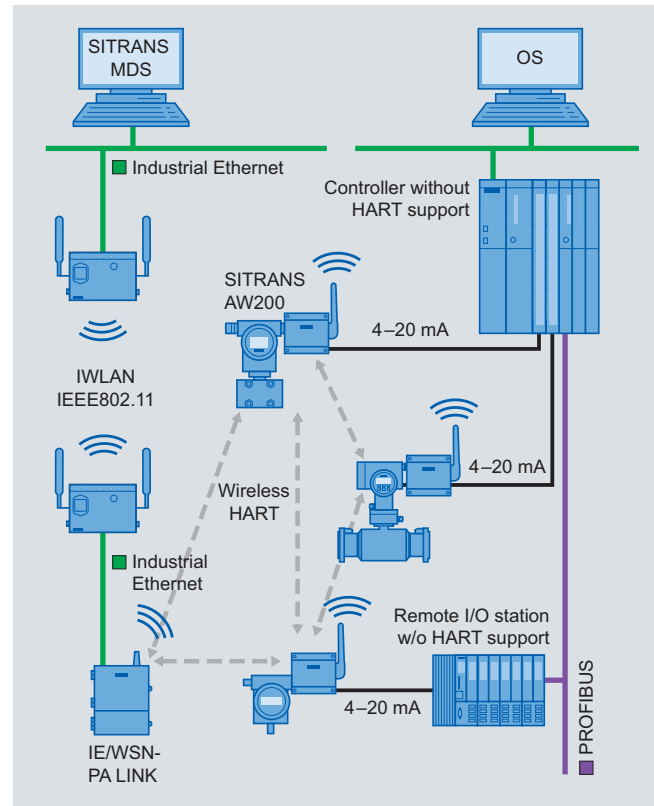 SITRANS
MDS
OS
Industrial Ethernet
Controller without
HART support
SITRANS
AW200
4–20 mA
IWLAN
IEEE802.11
4–20 mA
Wireless
HART
Industrial
Ethernet
Remote I/O station
w/o HART support
4–20 mA
IE/WSN-
PA LINK
PROFIBUS